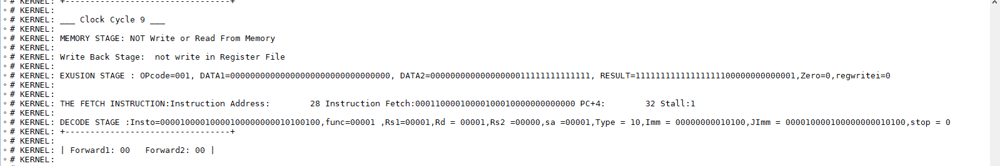 # KERNEL: +---------------------------------+
# KERNEL:
# KERNEL: ___ Clock Cycle 9 ___
# KERNEL:
# KERNEL: MEMORY STAGE: NOT Write or Read From Memory
# KERNEL:
# KERNEL: Write Back Stage:  not write in Register File
# KERNEL:
# KERNEL: EXUSION STAGE : OPcode=001, DATA1=00000000000000000000000000000000, DATA2=00000000000000000011111111111111, RESULT=11111111111111111100000000000001,Zero=0,regwritei=0
# KERNEL:
# KERNEL:
# KERNEL: THE FETCH INSTRUCTION:Instruction Address:        28 Instruction Fetch:00011000010000100010000000000000 PC+4:        32 Stall:1
# KERNEL:
# KERNEL: DECODE STAGE :Insto=00001000010000100000000010100100,func=00001 ,Rs1=00001,Rd = 00001,Rs2 =00000,sa =00001,Type = 10,Imm = 00000000010100,JImm = 000010000100000000010100,stop = 0
# KERNEL: +---------------------------------+
# KERNEL:
# KERNEL: | Forward1: 00   Forward2: 00 |
# KERNEL: